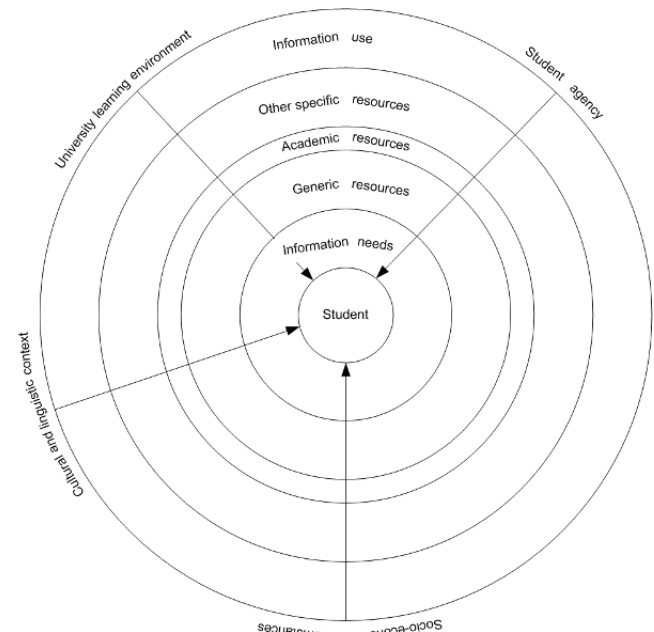 Information use
Other specific resources
Academic resources
Generic resources
Information needs
Student
University learning environment
Student agency
Cultural and linguistic context